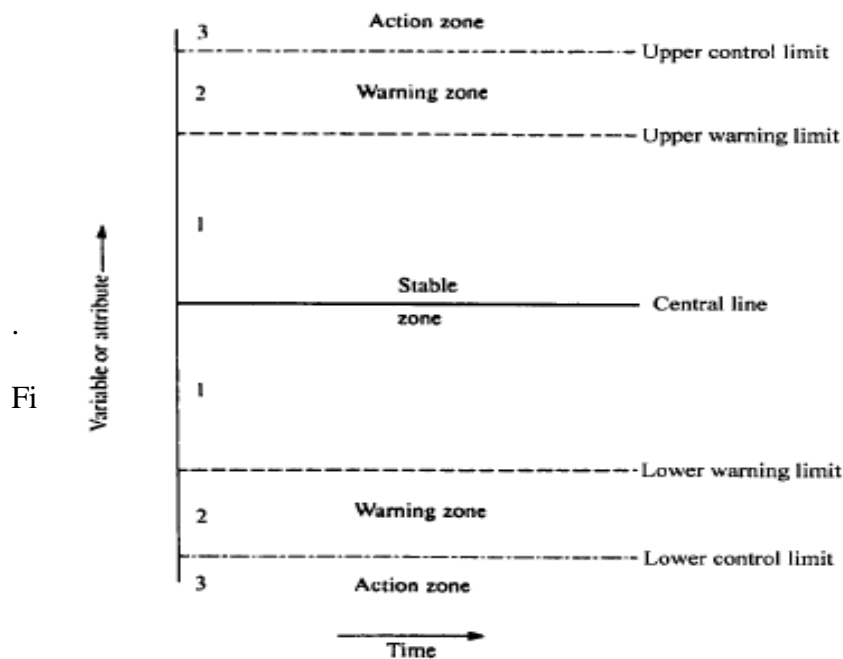 3 Action zone
Upper control limit
2 Warning zone
Upper warning limit
1
Stable
Central line
zone
.
Variable or attribute
Fi
1
Lower warning limit
2 Warning zone
Lower control limit
3 Action zone
Time